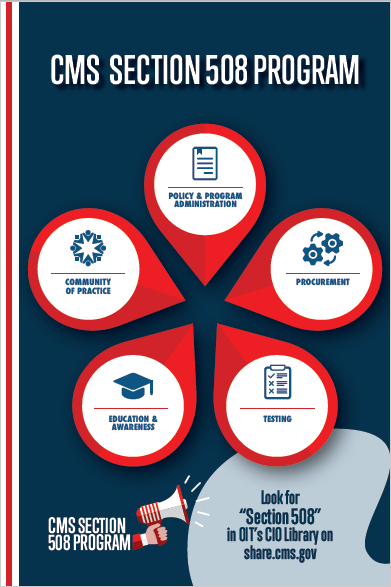 CMS SECTION 508 PROGRAM
POLICY & PROGRAM
ADMINISTRATION
COMMUNITY
OF PRACTICE
PROCUREMENT
EDUCATION &
AWARENESS
TESTING
CMS SECTION
508 PROGRAM
Look for
“Section 508”
in OIT’s CIO Library on
share.cms.gov